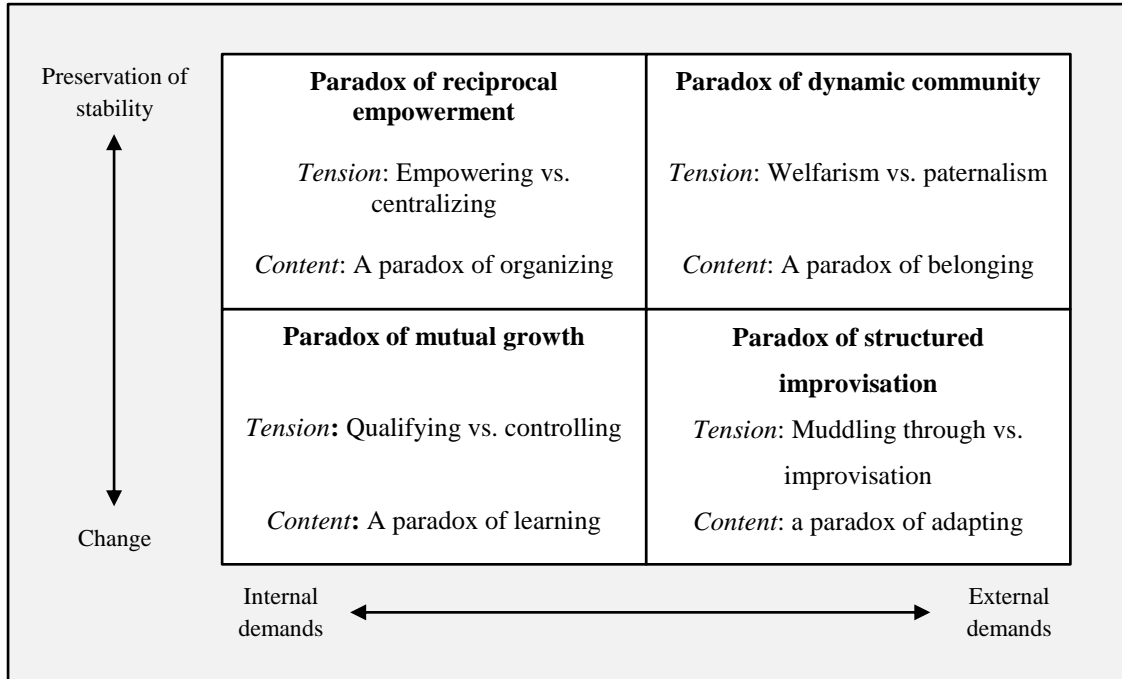 Preservation of
stability
Paradox of reciprocal
empowerment
Tension: Empowering vs.
centralizing
Content: A paradox of organizing
Paradox of dynamic community
Tension: Welfarism vs. paternalism
Content: A paradox of belonging
Paradox of mutual growth
Tension: Qualifying vs. controlling
Content: A paradox of learning
Paradox of structured
improvisation
Tension: Muddling through vs.
improvisation
Content: a paradox of adapting
Change
Internal
demands
External
demands